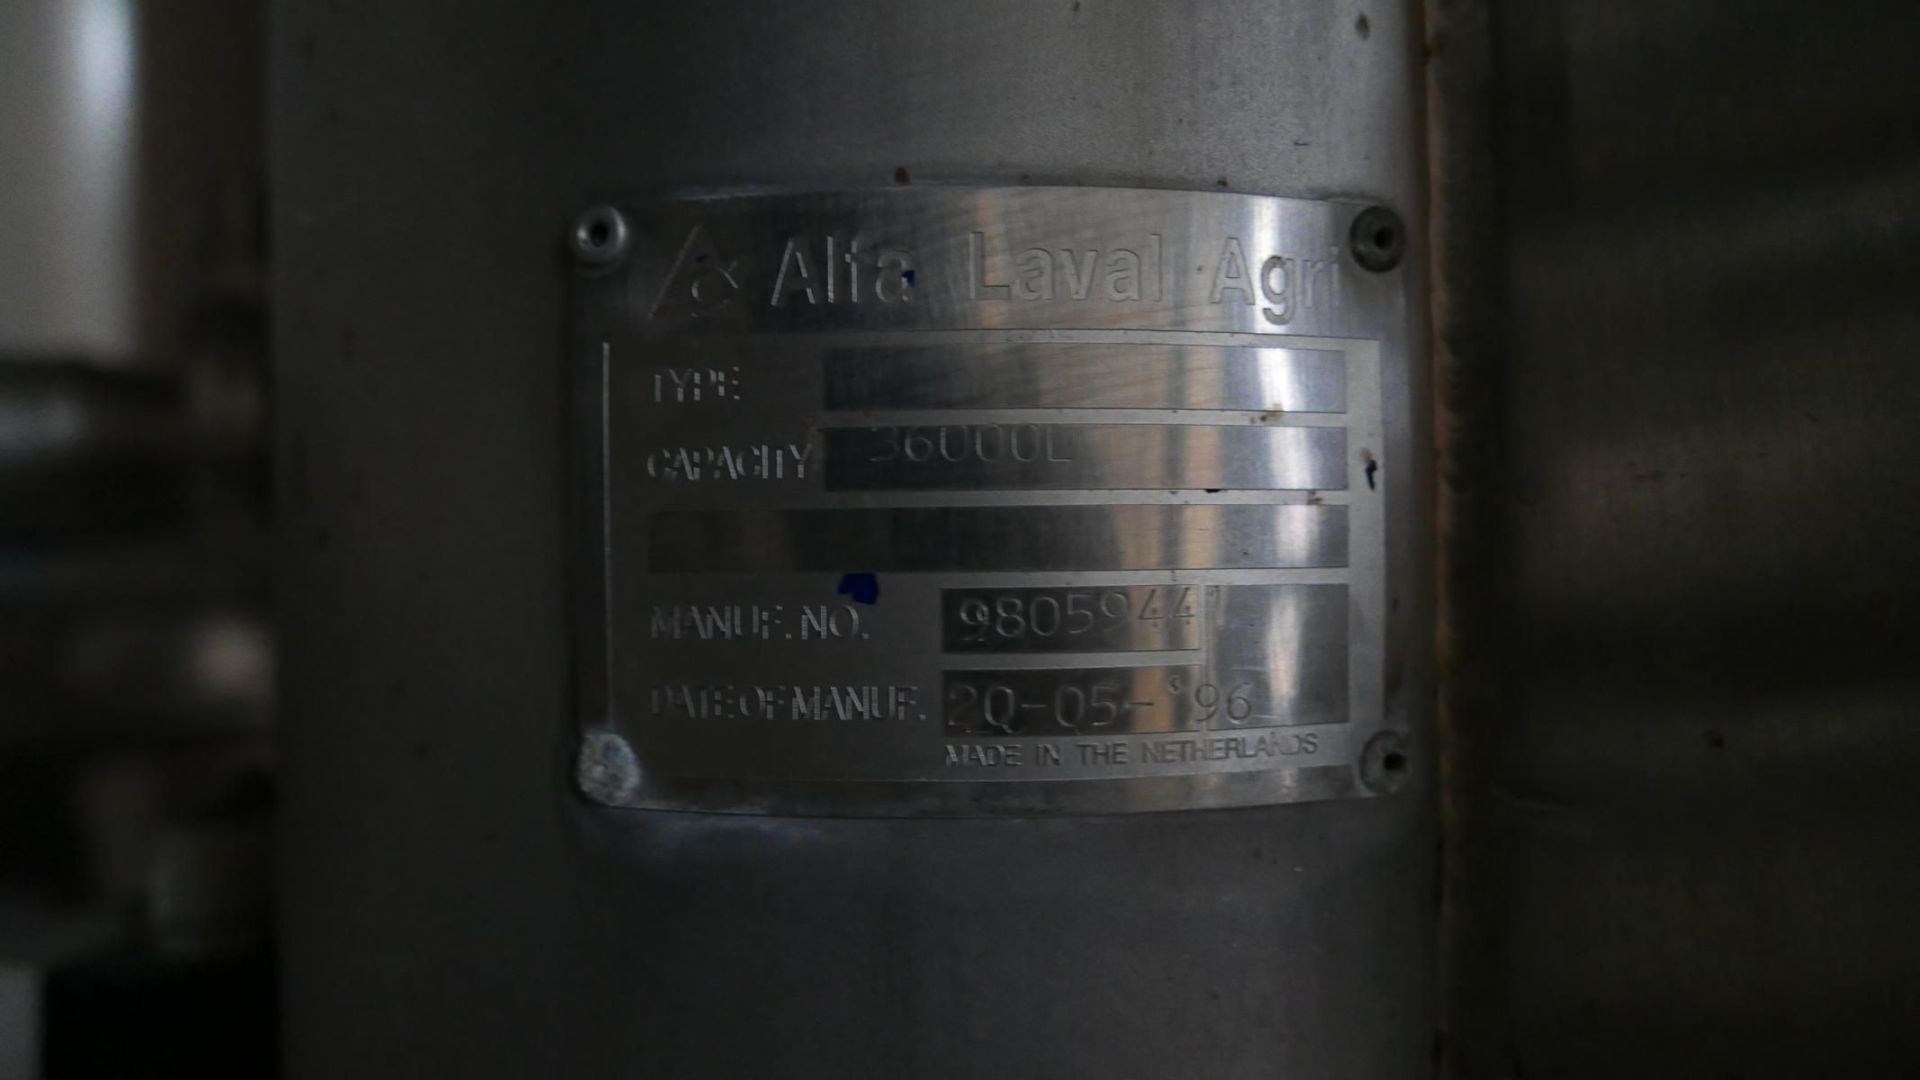 Alfa Laval Agri
TYPE
CAPACITY 36000L
MANUF. NO. 9805944
DATE OF MANUF. 20-05-'96
MADE IN THE NETHERLANDS